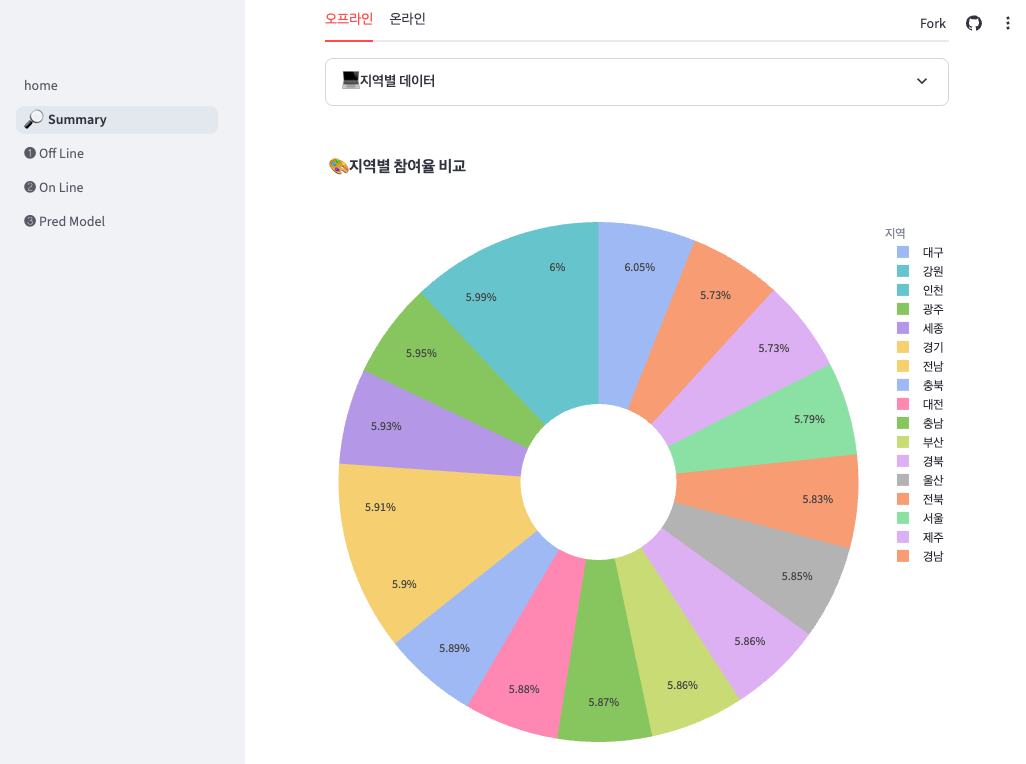 오프라인 온라인
Fork
home
Summary
1 Off Line
2 On Line
3 Pred Model
지역별 데이터
지역별 참여율 비교
지역
대구
강원
인천
광주
세종
경기
전남
충북
대전
충남
부산
경북
울산
전북
서울
제주
경남
6%
6.05%
5.99%
5.73%
5.95%
5.73%
5.93%
5.79%
5.91%
5.83%
5.9%
5.85%
5.89%
5.86%
5.88%
5.86%
5.87%